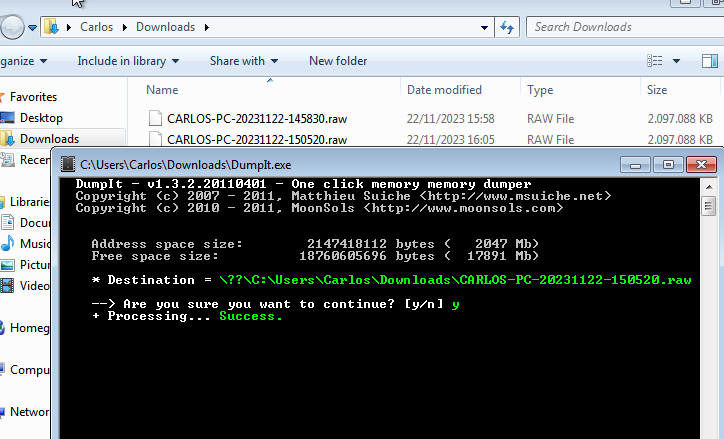 Carlos Downloads Search Downloads
ganize Include in library Share with New folder
Name Date modified Type Size
Favorites
Desktop
Downloads
Recen
CARLOS-PC-20231122-145830.raw 22/11/2023 15:58 RAW File 2.097.088 KB
CARLOS-PC-20231122-150520.raw 22/11/2023 16:05 RAW File 2.097.088 KB
Librarie
Docu
Music
Pictur
Video
Homeg
Compu
Network
C:\Users\Carlos\Downloads\DumpIt.exe
DumpIt - v1.3.2.20110401 - One click memory memory dumper
Copyright (c) 2007 - 2011, Matthieu Suiche <http://www.msuiche.net>
Copyright (c) 2010 - 2011, MoonSols <http://www.moonsols.com>
Address space size: 2147418112 bytes ( 2047 Mb)
Free space size: 18760605696 bytes ( 17891 Mb)
* Destination = \??\C:\Users\Carlos\Downloads\CARLOS-PC-20231122-150520.raw
--> Are you sure you want to continue? [y/n] y
+ Processing... Success.